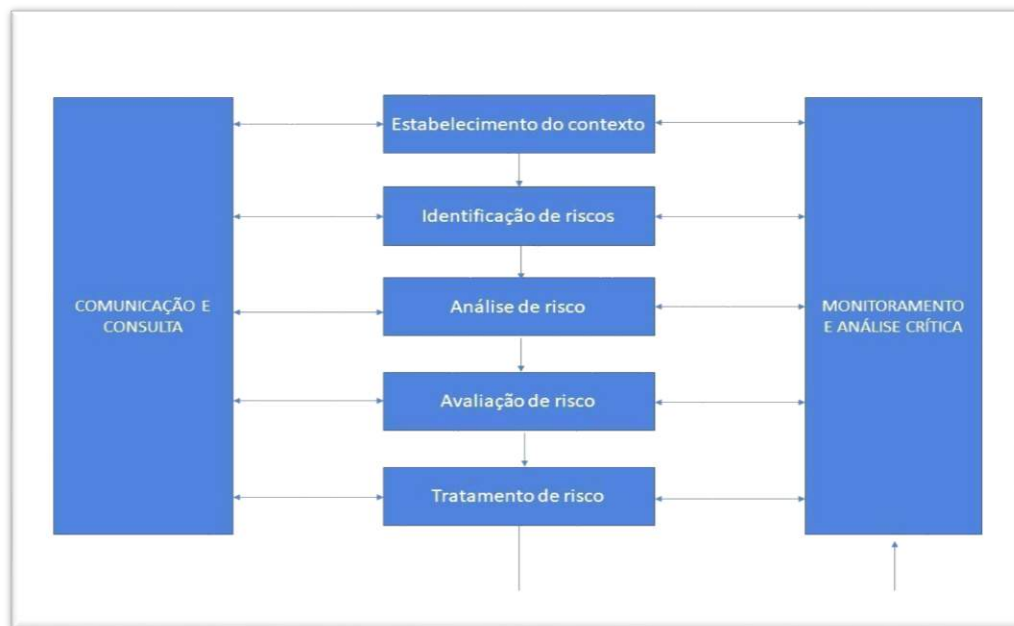 Estabelecimento do contexto
Identificação de riscos
COMUNICAÇÃO E
CONSULTA
Análise de risco
MONITORAMENTO
E ANÁLISE CRÍTICA
Avaliação de risco
Tratamento de risco